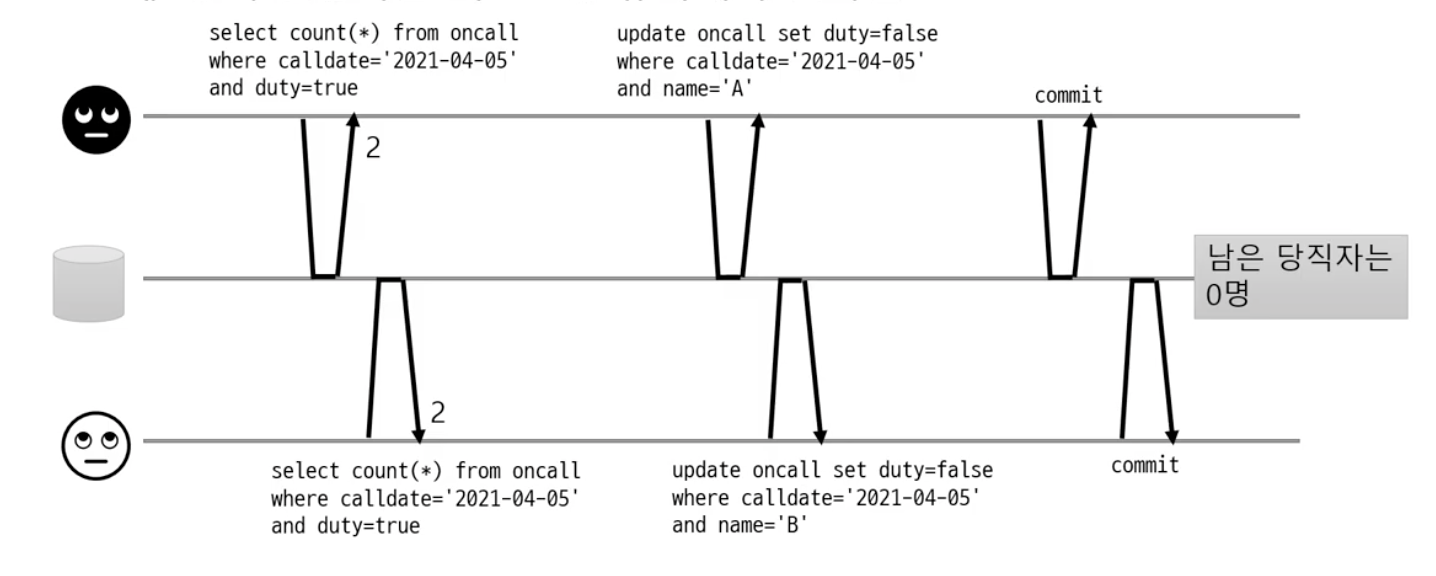 select count(*) from oncall
where calldate='2021-04-05'
and duty=true
update oncall set duty=false
where calldate='2021-04-05'
and name='A'
commit
2
남은 당직자는
0명
2
select count(*) from oncall
where calldate='2021-04-05'
and duty=true
update oncall set duty=false
where calldate='2021-04-05'
and name='B'
commit